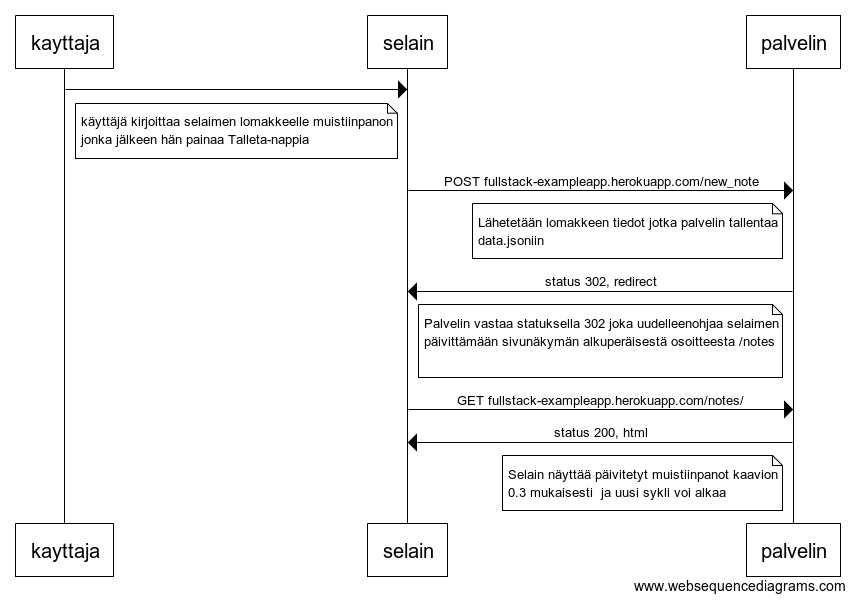 kayttaja
selain
palvelin
käyttäjä kirjoittaa selaimen lomakkeelle muistiinpanon
jonka jälkeen hän painaa Talleta-nappia
POST fullstack-exampleapp.herokuapp.com/new_note
Lähetetään lomakkeen tiedot jotka palvelin tallentaa
data.jsoniin
status 302, redirect
Palvelin vastaa statuksella 302 joka uudelleenohjaa selaimen
päivittämään sivunäkymän alkuperäisestä osoitteesta /notes
GET fullstack-exampleapp.herokuapp.com/notes/
status 200, html
Selain näyttää päivitetyt muistiinpanot kaavion
0.3 mukaisesti  ja uusi sykli voi alkaa
kayttaja
selain
palvelin
www.websequencediagrams.com